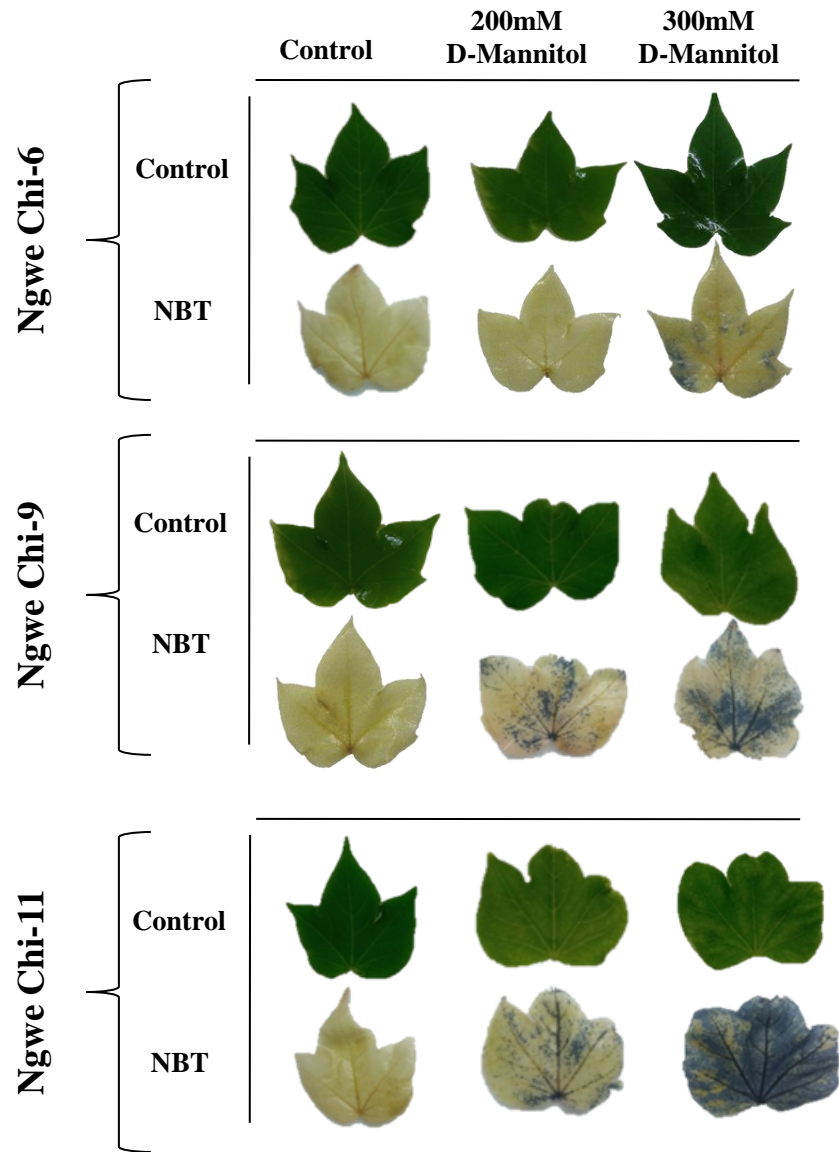 Control
200mM
D-Mannitol
300mM
D-Mannitol
Ngwe Chi-6
Control
NBT
Ngwe Chi-9
Control
NBT
Ngwe Chi-11
Control
NBT